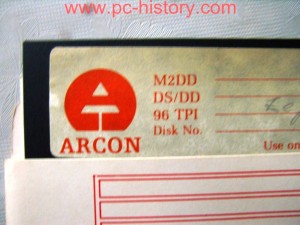 www.pc-history.com
M2DD
DS/DD
96 TPI
Disk No.
ARCON
Use on